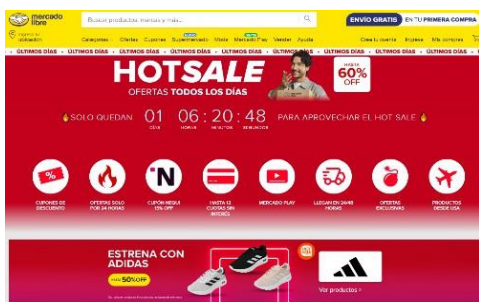 mercado
libre
Buscar productos, marcas y más...
ENVÍO GRATIS EN TU PRIMERA COMPRA
ubicación
Categorías Ofertas Cupones Supermercado Moda Mercado Play Vender Ayuda
Crea tu cuenta Ingresa Mis compras
ÚLTIMOS DÍAS • ÚLTIMOS DÍAS • ÚLTIMOS DÍAS • ÚLTIMOS DÍAS • ÚLTIMOS DÍAS • ÚLTIMOS DÍAS • ÚLTIMOS DÍAS
HOTSALE
OFERTAS TODOS LOS DÍAS
HASTA
60%
OFF
SOLO QUEDAN 01 06 : 20 : 48 PARA APROVECHAR EL HOT SALE
DÍAS HORAS MINUTOS SEGUNDOS
CUPONES DE DESCUENTO
OFERTAS SOLO POR 24 HORAS
CUPÓN NEQUI 15% OFF
HASTA 12 CUOTAS SIN INTERÉS
MERCADO PLAY
LLEGAN EN 24/48 HORAS
OFERTAS EXCLUSIVAS
PRODUCTOS DESDE USA
ESTRENA CON
ADIDAS
50%OFF
Ver productos >